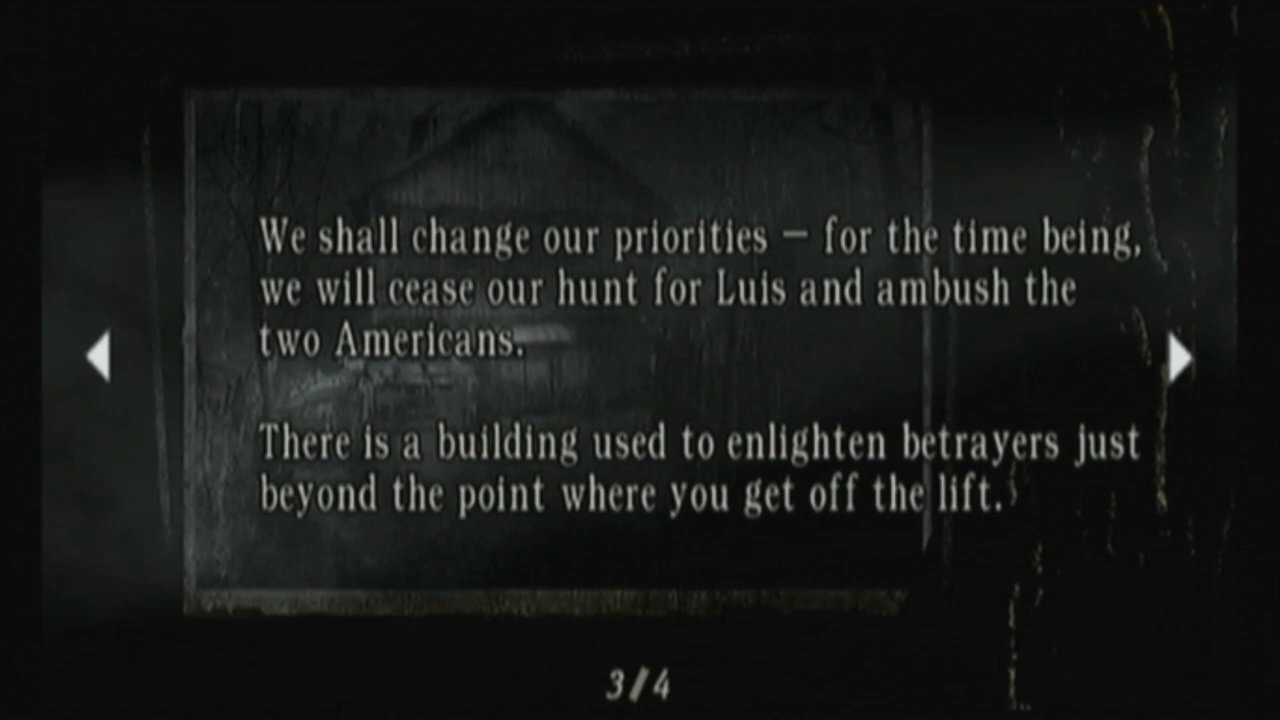 We shall change our priorities — for the time being,
we will cease our hunt for Luis and ambush the
two Americans.
There is a building used to enlighten betrayers just
beyond the point where you get off the lift.
3/4